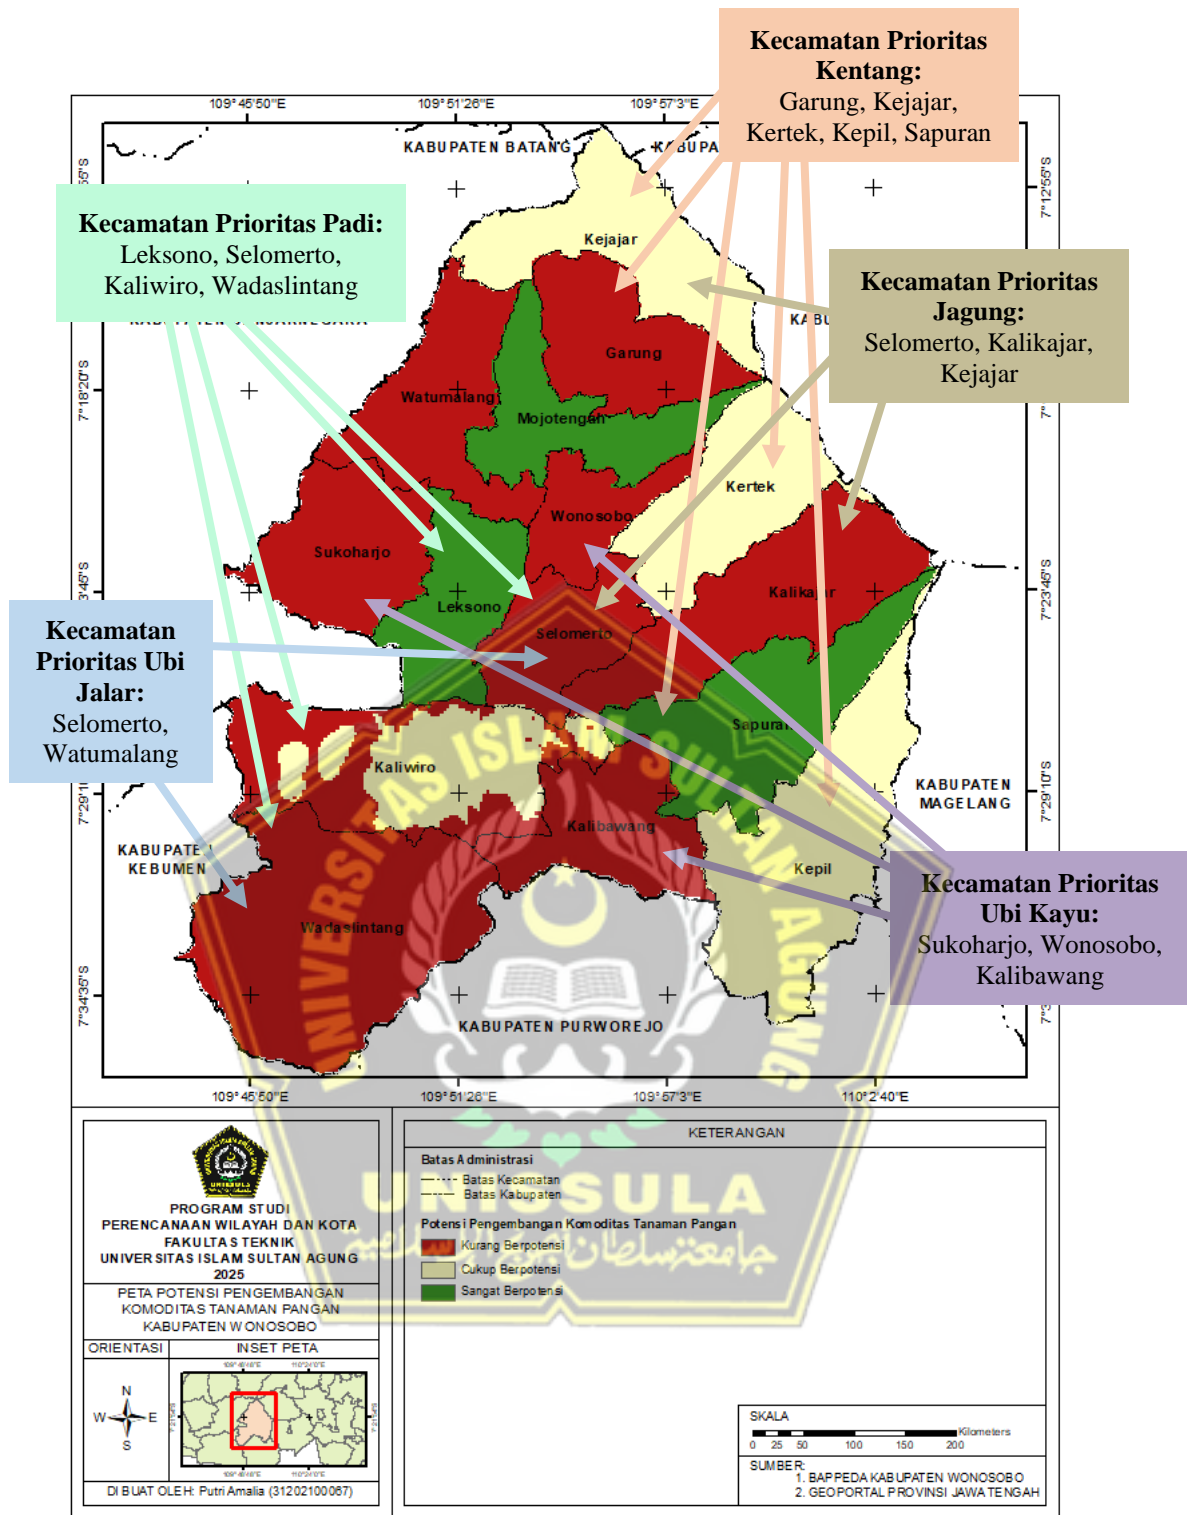 Kecamatan Prioritas
Kentang:
Garung, Kejajar,
Kertek, Kepil, Sapuran
109°45'50"E 109°51'26"E 109°57'3"E
KABUPATEN BATANG
7°12'55"S
Kecamatan Prioritas Padi:
Leksono, Selomerto,
Kaliwiro, Wadaslintang
Kejajar
Kecamatan Prioritas
Jagung:
Selomerto, Kalikajar,
Kejajar
Garung
7°18'20"S
Watumalang
Mojotengah
Kertek
Wonosobo
Sukoharjo
7°23'45"S
Kalikajar
Leksono
Kecamatan
Prioritas Ubi
Jalar:
Selomerto,
Watumalang
Selomerto
Sapuran
Kaliwiro
KABUPATEN
MAGELANG
7°29'10"S
Kalibawang
KABUPATEN
KEBUMEN
Kepil
Kecamatan Prioritas
Ubi Kayu:
Sukoharjo, Wonosobo,
Kalibawang
Wadaslintang
7°34'35"S
KABUPATEN PURWOREJO
109°45'50"E 109°51'26"E 109°57'3"E 110°2'40"E
UNIVERSITAS ISLAM SULTAN AGUNG
UNISSULA
جامعة سلطان أجونج الإسلامية
PROGRAM STUDI
PERENCANAAN WILAYAH DAN KOTA
FAKULTAS TEKNIK
UNIVERSITAS ISLAM SULTAN AGUNG
2025
PETA POTENSI PENGEMBANGAN
KOMODITAS TANAMAN PANGAN
KABUPATEN WONOSOBO
ORIENTASI
INSET PETA
N
W E
S
DIBUAT OLEH: Putri Amalia (31202100067)
KETERANGAN
Batas Administrasi
Batas Kecamatan
Batas Kabupaten
Potensi Pengembangan Komoditas Tanaman Pangan
Kurang Berpotensi
Cukup Berpotensi
Sangat Berpotensi
SKALA
Kilometers
0 25 50 100 150 200
SUMBER:
1. BAPPEDA KABUPATEN WONOSOBO
2. GEOPORTAL PROVINSI JAWA TENGAH